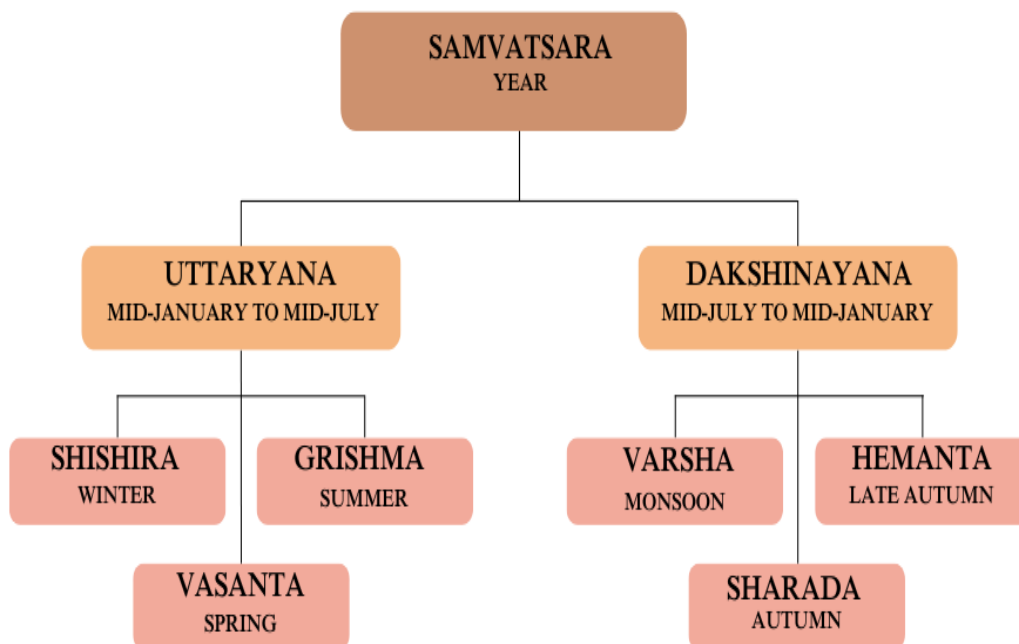 SAMVATSARA
YEAR
UTTARYANA
MID-JANUARY TO MID-JULY
DAKSHINAYANA
MID-JULY TO MID-JANUARY
SHISHIRA
WINTER
GRISHMA
SUMMER
VARSHA
MONSOON
HEMANTA
LATE AUTUMN
VASANTA
SPRING
SHARADA
AUTUMN